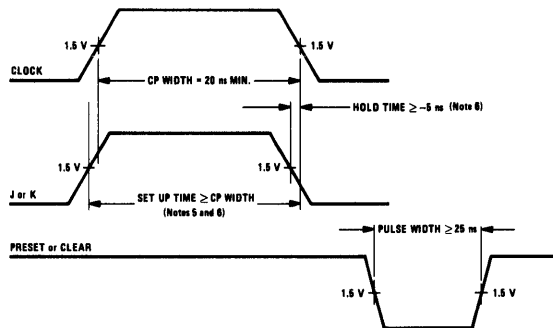 1.5 V
1.5 V
CLOCK
CP WIDTH = 20 ns MIN.
HOLD TIME ≥ -5 ns (Note 6)
1.5 V
1.5 V
J or K
SET UP TIME ≥ CP WIDTH
(Notes 5 and 6)
PULSE WIDTH ≥ 25 ns
PRESET or CLEAR
1.5 V
1.5 V